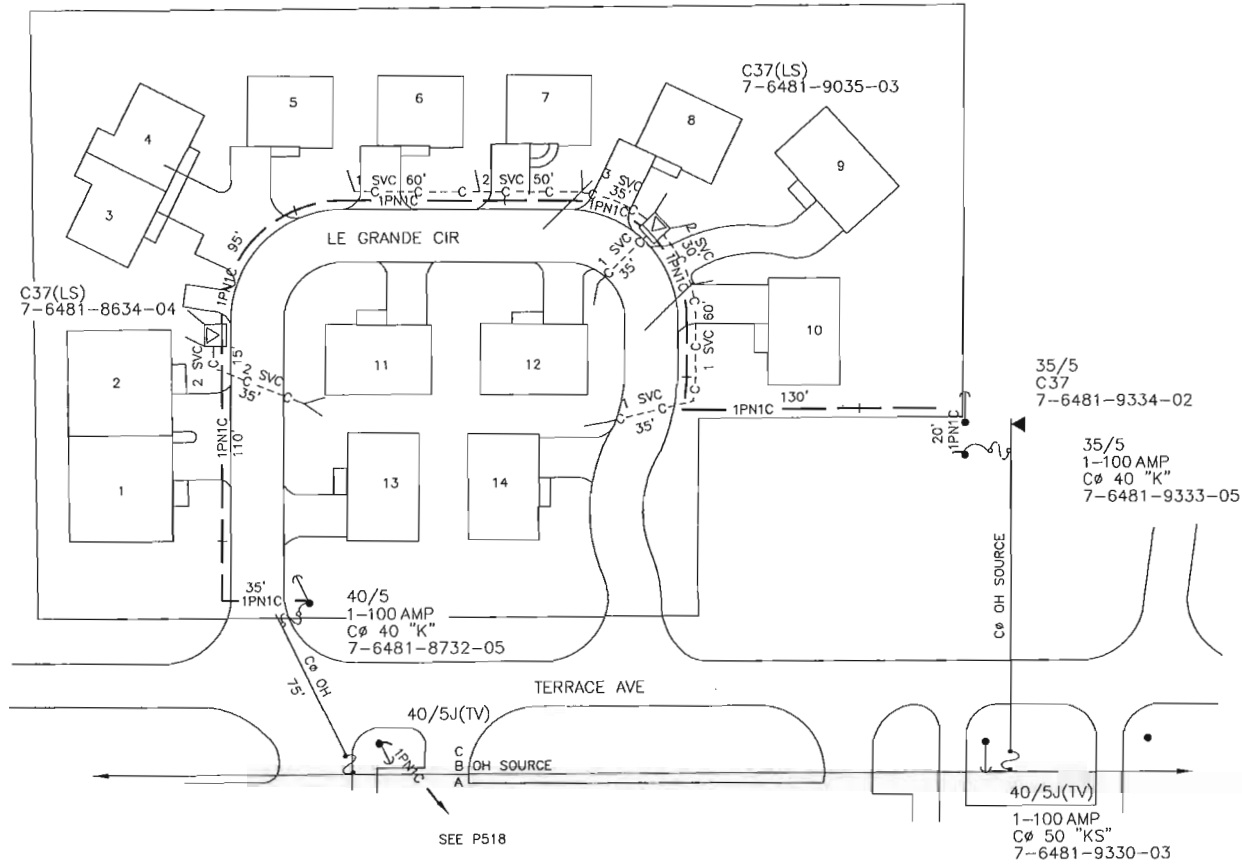 C37(LS)
7-6481-9035-03
5
6
7
8
9
4
3
1 SVC 60'
C C C
1PN1C
2 SVC 50'
C C
3 SVC
35'
C
1PN1C
2 SVC
30'
C
1PN1C
95'
LE GRANDE CIR
1 SVC
35'
C
C37(LS)
7-6481-8634-04
1PN1C
2 SVC
C
15'
2 SVC
C C
35'
11
12
1 SVC 60'
C C
10
2
1PN1C
110'
1 SVC
C C
35'
130'
1PN1C
20'
1PN1C
35/5
C37
7-6481-9334-02
35/5
1-100 AMP
CØ 40 "K"
7-6481-9333-05
1
13
14
CØ OH SOURCE
35'
1PN1C
40/5
1-100 AMP
CØ 40 "K"
7-6481-8732-05
CØ OH
75'
TERRACE AVE
40/5J(TV)
1PN1C
C
B OH SOURCE
A
SEE P518
40/5J(TV)
1-100 AMP
CØ 50 "KS"
7-6481-9330-03